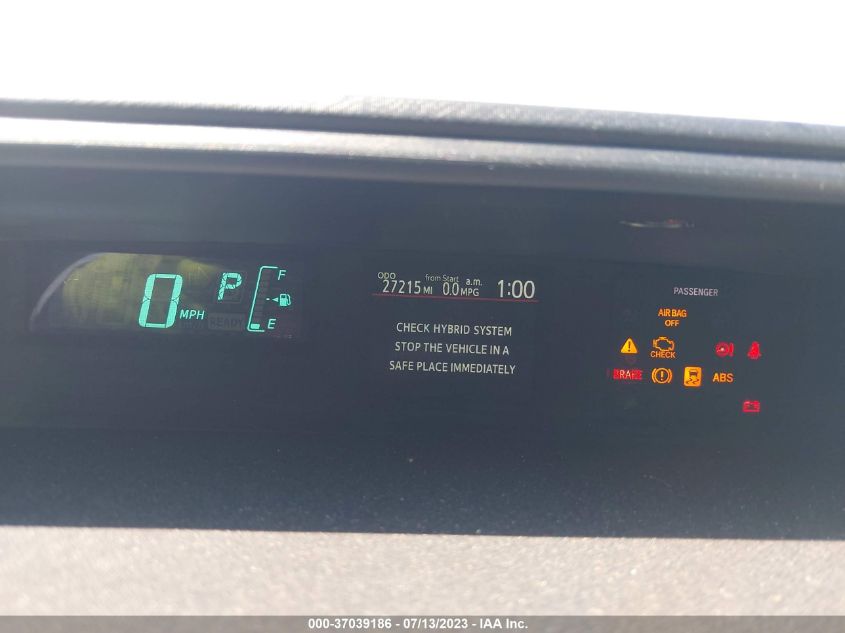 0 MPH P F
READY E
ODO from Start a.m.
27215 MI 0.0 MPG 1:00
CHECK HYBRID SYSTEM
STOP THE VEHICLE IN A
SAFE PLACE IMMEDIATELY
PASSENGER
AIR BAG
OFF
CHECK
BRAKE ABS
000-37039186 - 07/13/2023 - IAA Inc.